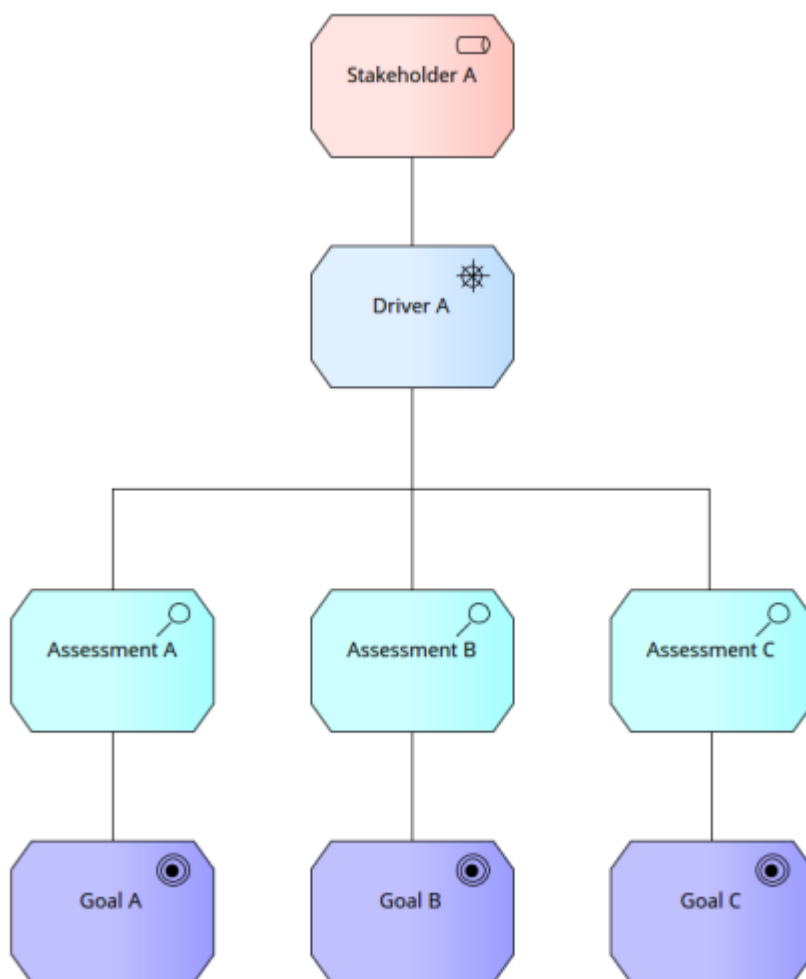 Stakeholder A
Driver A
Assessment A
Assessment B
Assessment C
Goal A
Goal B
Goal C